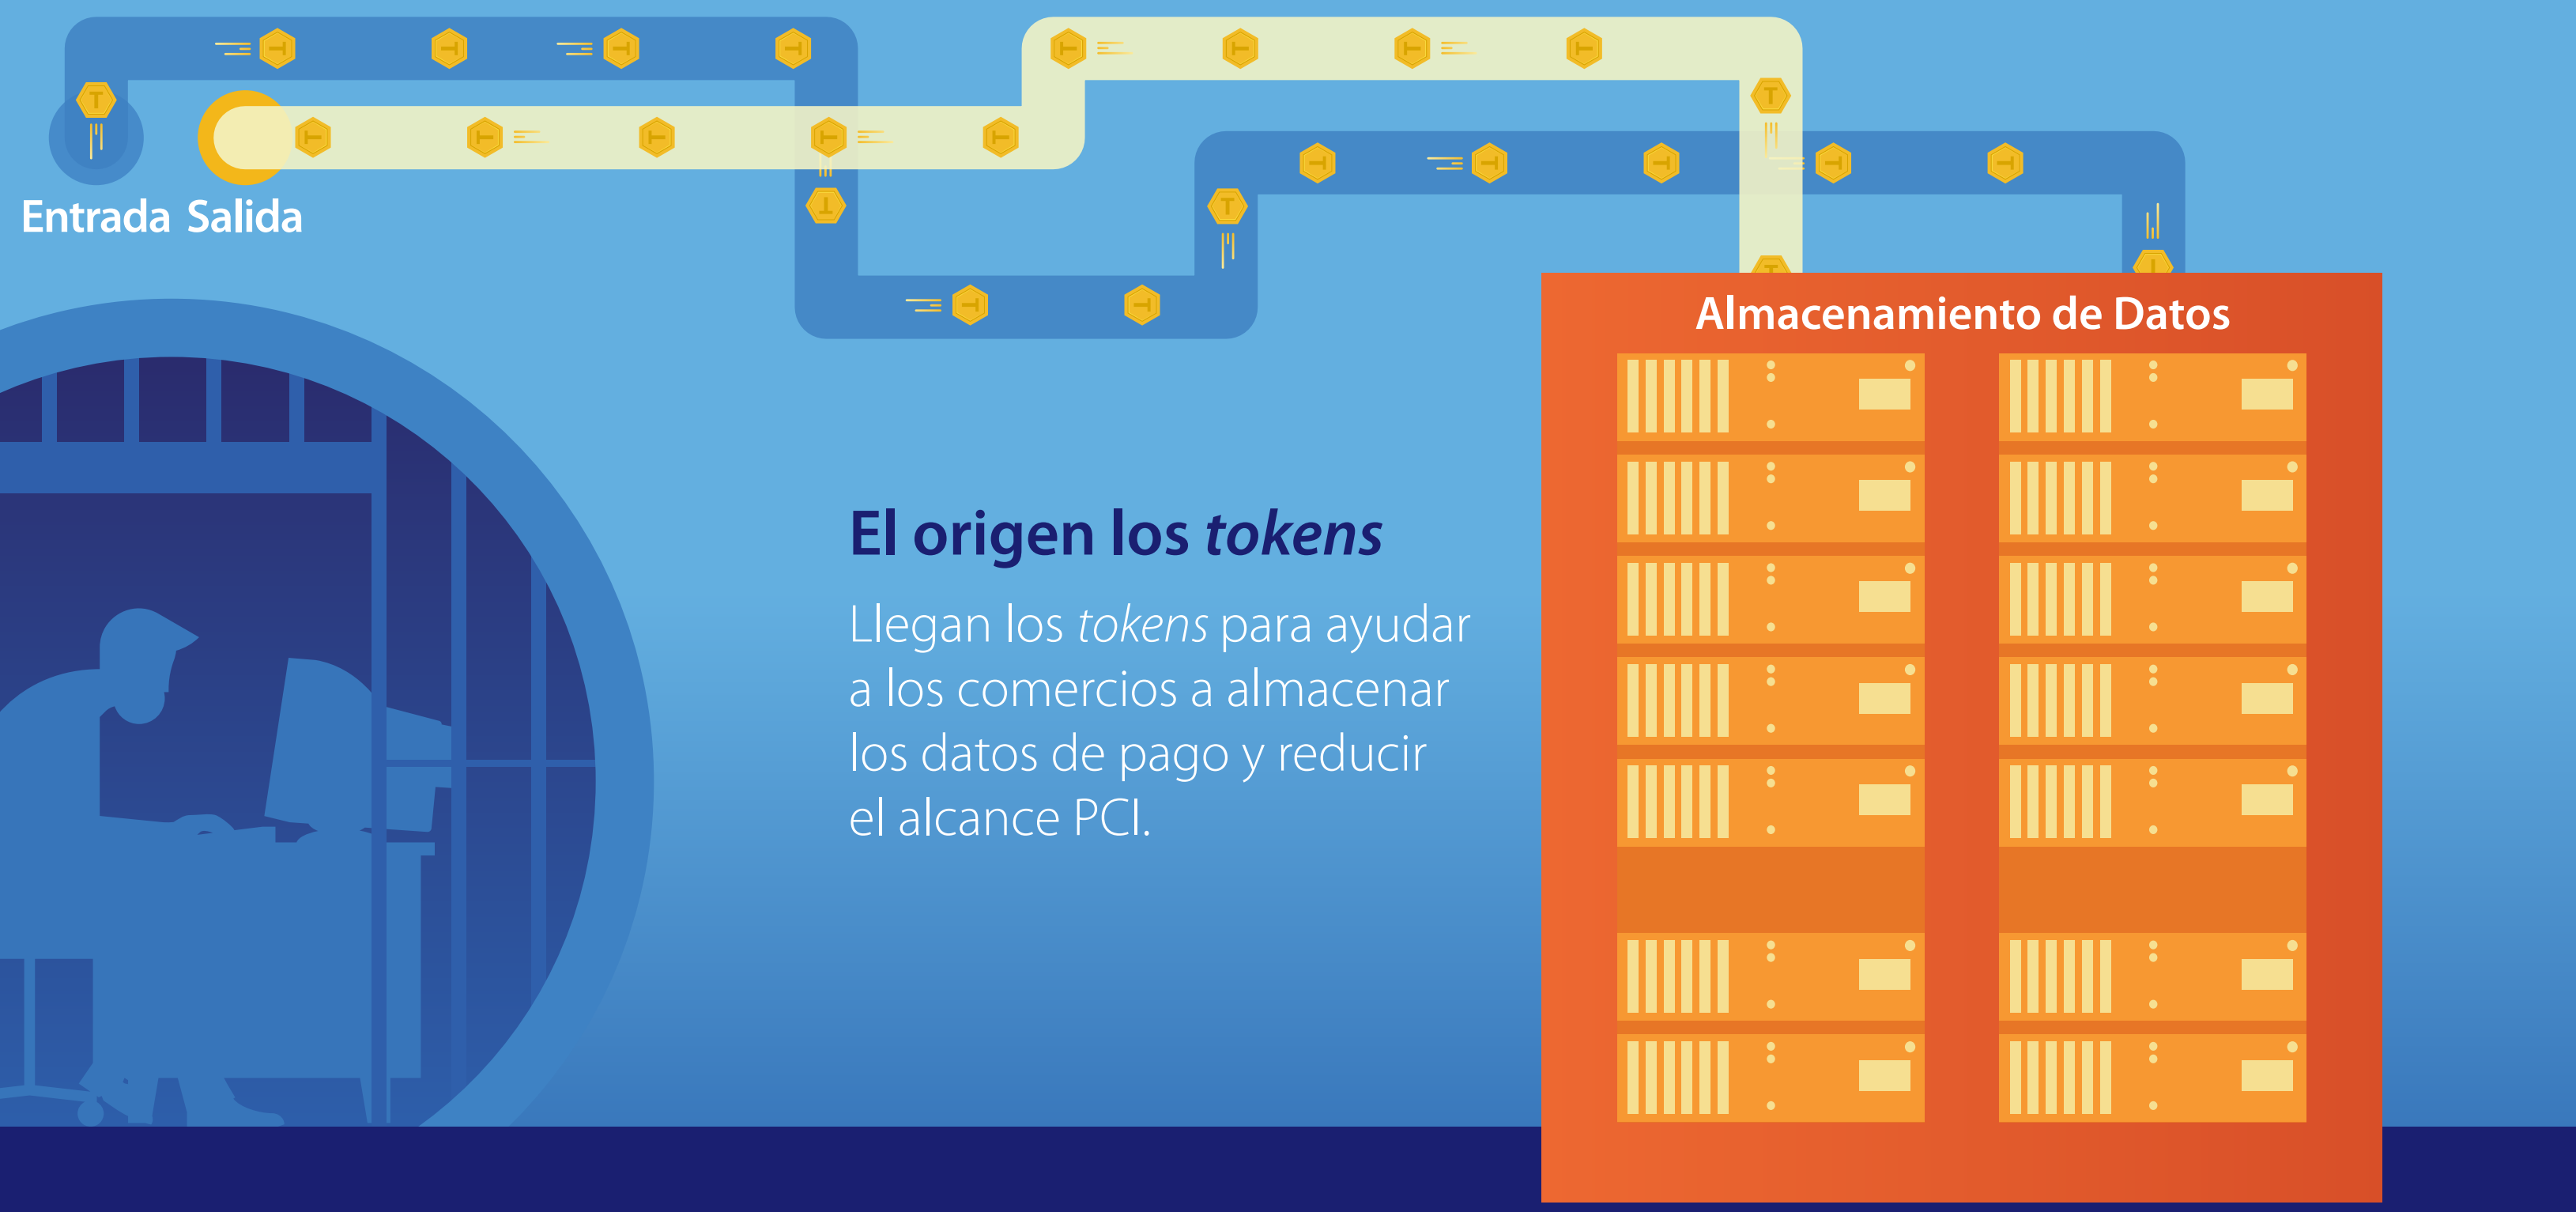 Entrada Salida
Almacenamiento de Datos
El origen los tokens
Llegan los tokens para ayudar
a los comercios a almacenar
los datos de pago y reducir
el alcance PCI.